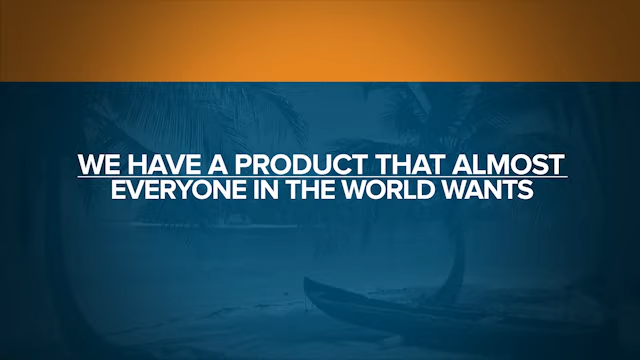 WE HAVE A PRODUCT THAT ALMOST
EVERYONE IN THE WORLD WANTS